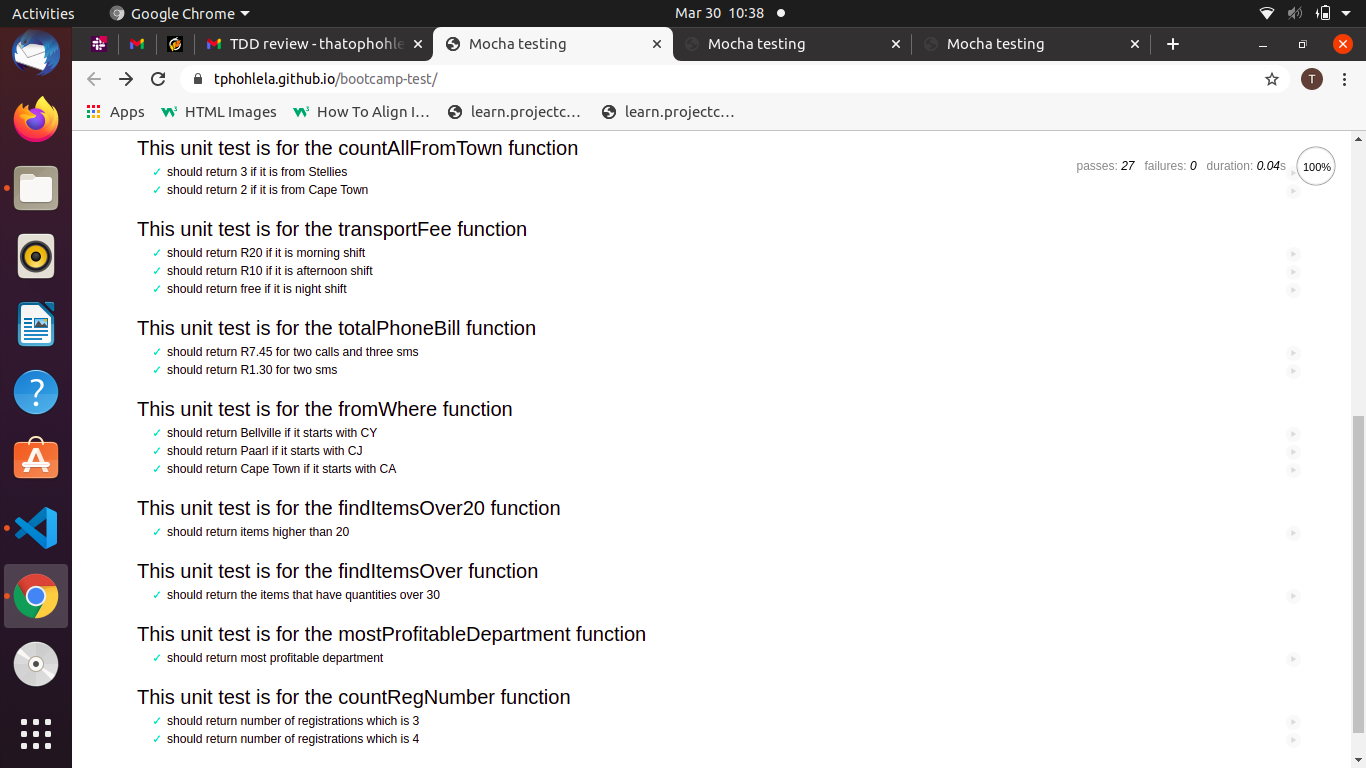 Activities
Google Chrome
Mar 30 10:38
TDD review - thatophohle
Mocha testing
Mocha testing
Mocha testing
tphohlela.github.io/bootcamp-test/
T
Apps
HTML Images
How To Align I...
learn.projectc...
learn.projectc...
passes: 27 failures: 0 duration: 0.04s
100%
This unit test is for the countAllFromTown function
✓ should return 3 if it is from Stellies
✓ should return 2 if it is from Cape Town
This unit test is for the transportFee function
✓ should return R20 if it is morning shift
✓ should return R10 if it is afternoon shift
✓ should return free if it is night shift
This unit test is for the totalPhoneBill function
✓ should return R7.45 for two calls and three sms
✓ should return R1.30 for two sms
This unit test is for the fromWhere function
✓ should return Bellville if it starts with CY
✓ should return Paarl if it starts with CJ
✓ should return Cape Town if it starts with CA
This unit test is for the findItemsOver20 function
✓ should return items higher than 20
This unit test is for the findItemsOver function
✓ should return the items that have quantities over 30
This unit test is for the mostProfitableDepartment function
✓ should return most profitable department
This unit test is for the countRegNumber function
✓ should return number of registrations which is 3
✓ should return number of registrations which is 4